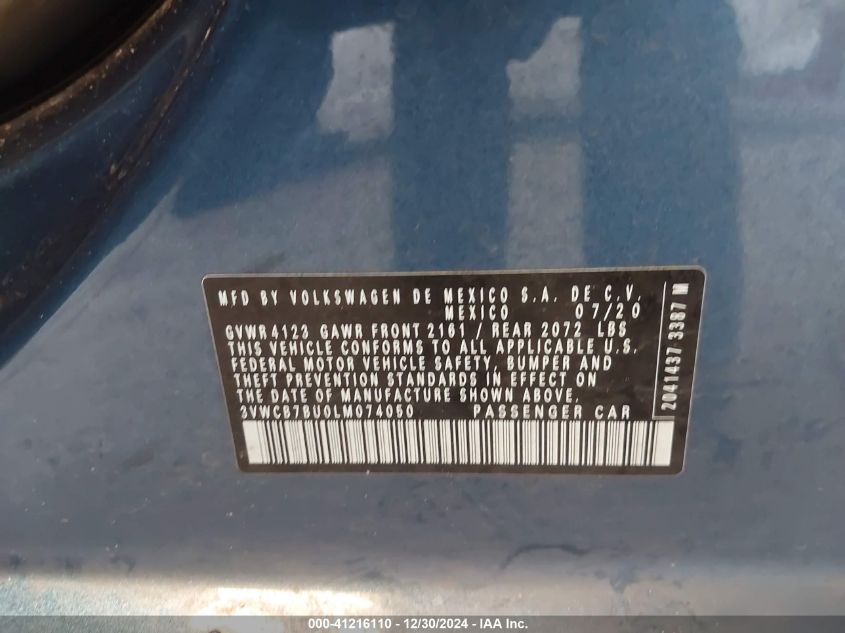 MFD BY VOLKSWAGEN DE MEXICO S.A. DE C.V.
MEXICO 07/20
GVWR 4123 GAWR FRONT 2161 / REAR 2072 LBS
THIS VEHICLE CONFORMS TO ALL APPLICABLE U.S.
FEDERAL MOTOR VEHICLE SAFETY, BUMPER AND
THEFT PREVENTION STANDARDS IN EFFECT ON
THE DATE OF MANUFACTURE SHOWN ABOVE.
3VWCB7BU0LM074050 PASSENGER CAR
2041437 3387 M
000-41216110 - 12/30/2024 - IAA Inc.